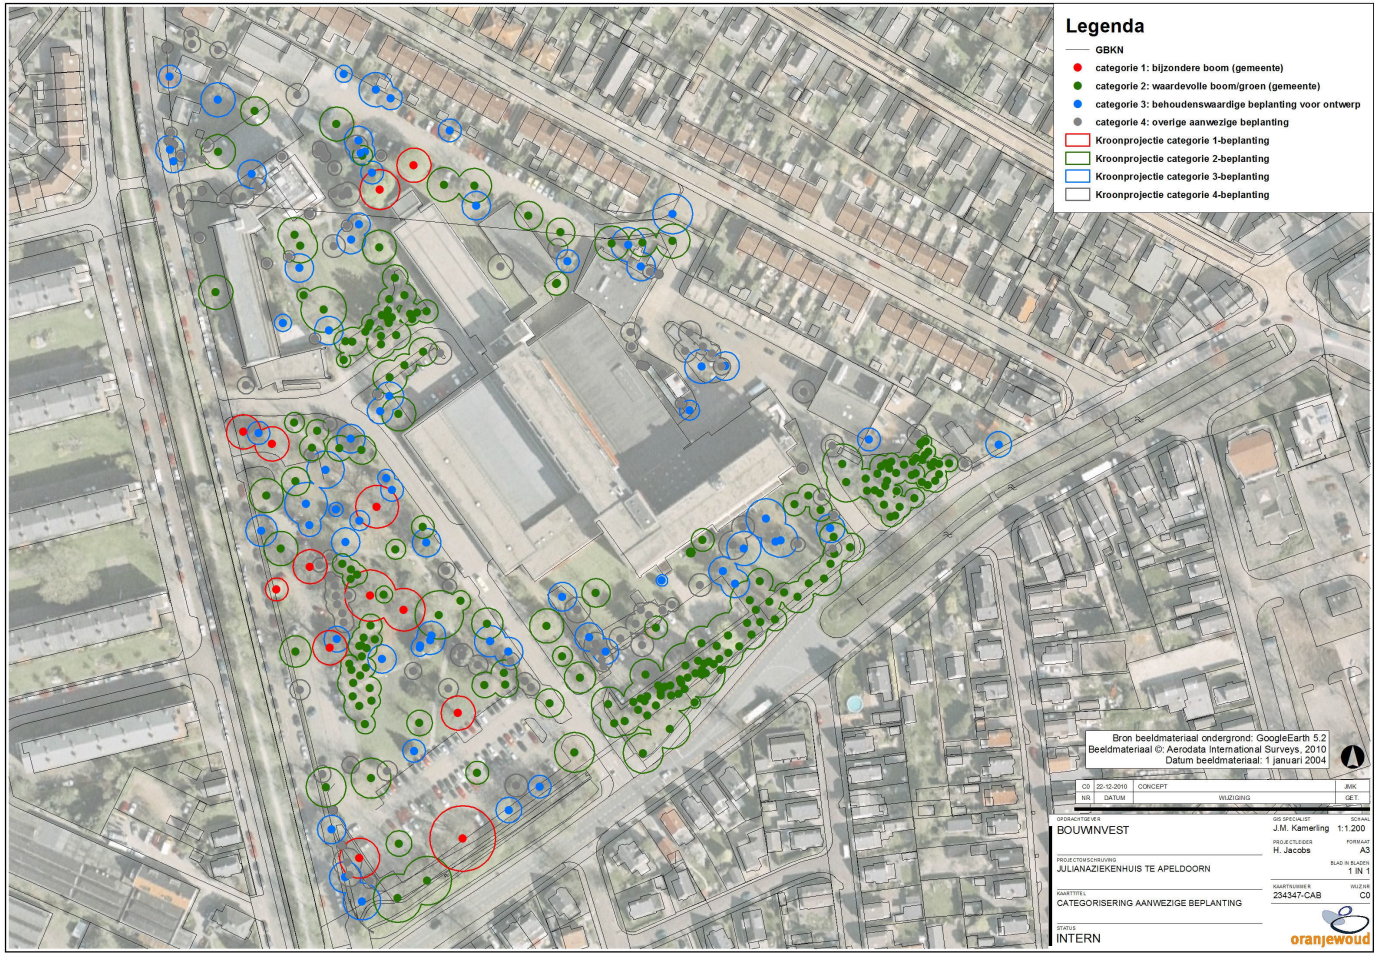 Legenda
GBKN
categorie 1: bijzondere boom (gemeente)
categorie 2: waardevolle boom/groen (gemeente)
categorie 3: behoudenswaardige beplanting voor ontwerp
categorie 4: overige aanwezige beplanting
Kroonprojectie categorie 1-beplanting
Kroonprojectie categorie 2-beplanting
Kroonprojectie categorie 3-beplanting
Kroonprojectie categorie 4-beplanting
Bron beeldmateriaal ondergrond: GoogleEarth 5.2
Beeldmateriaal ©: Aerodata International Surveys, 2010
Datum beeldmateriaal: 1 januari 2004
C0 22-12-2010 CONCEPT JMK
NR. DATUM WIJZIGING GET.
OPDRACHTGEVER
BOUWINVEST
GIS SPECIALIST SCHAAL
J.M. Kamerling 1:1.200
PROJECTLEIDER FORMAAT
H. Jacobs A3
PROJECTOMSCHRIJVING
JULIANAZIEKENHUIS TE APELDOORN
BLAD IN BLADEN
1 IN 1
KAARTTITEL
CATEGORISERING AANWEZIGE BEPLANTING
KAARTNUMMER WIJZ.NR
234347-CAB C0
STATUS
INTERN
oranjewoud